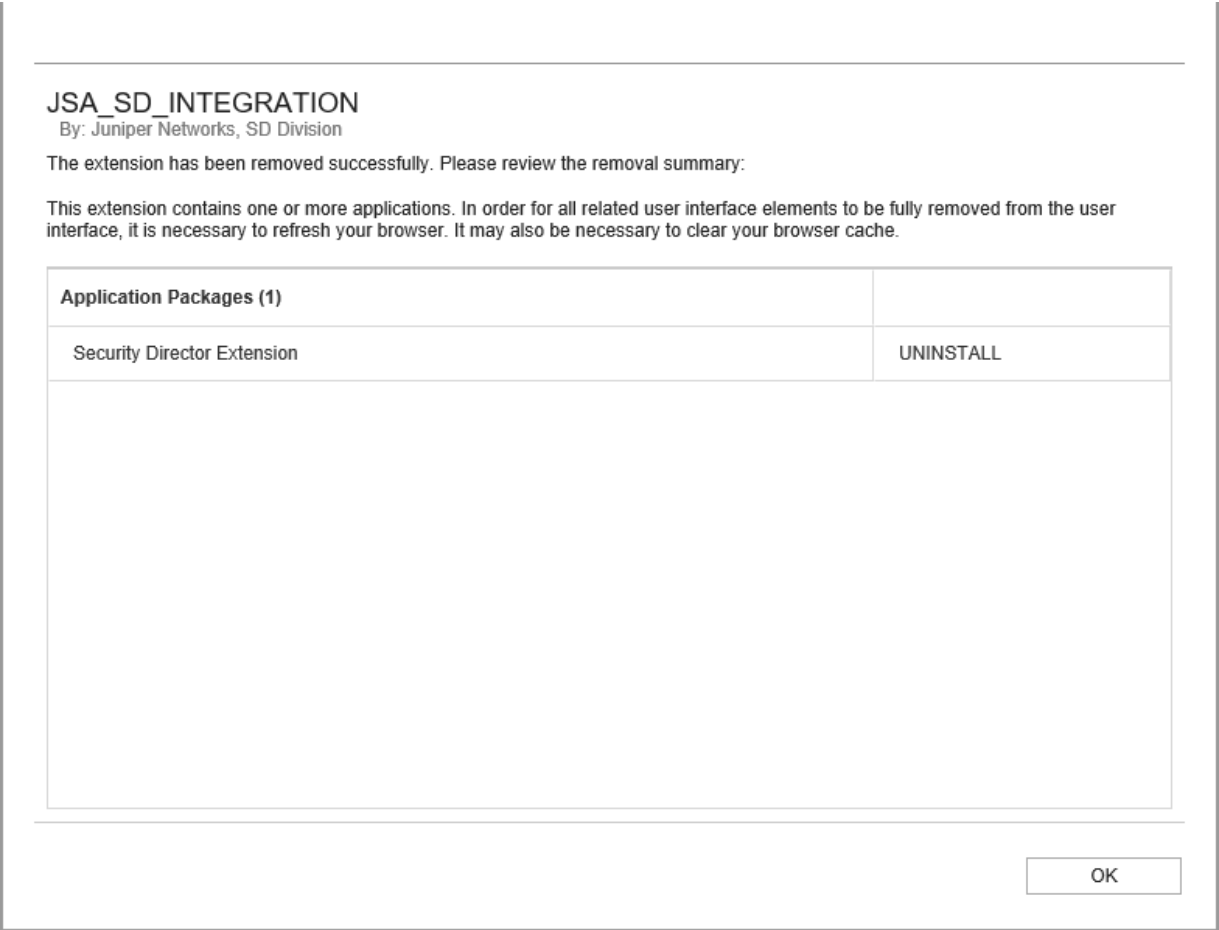 JSA_SD_INTEGRATION
By: Juniper Networks, SD Division
The extension has been removed successfully. Please review the removal summary:
This extension contains one or more applications. In order for all related user interface elements to be fully removed from the user
interface, it is necessary to refresh your browser. It may also be necessary to clear your browser cache.
Application Packages (1)
Security Director Extension UNINSTALL
OK